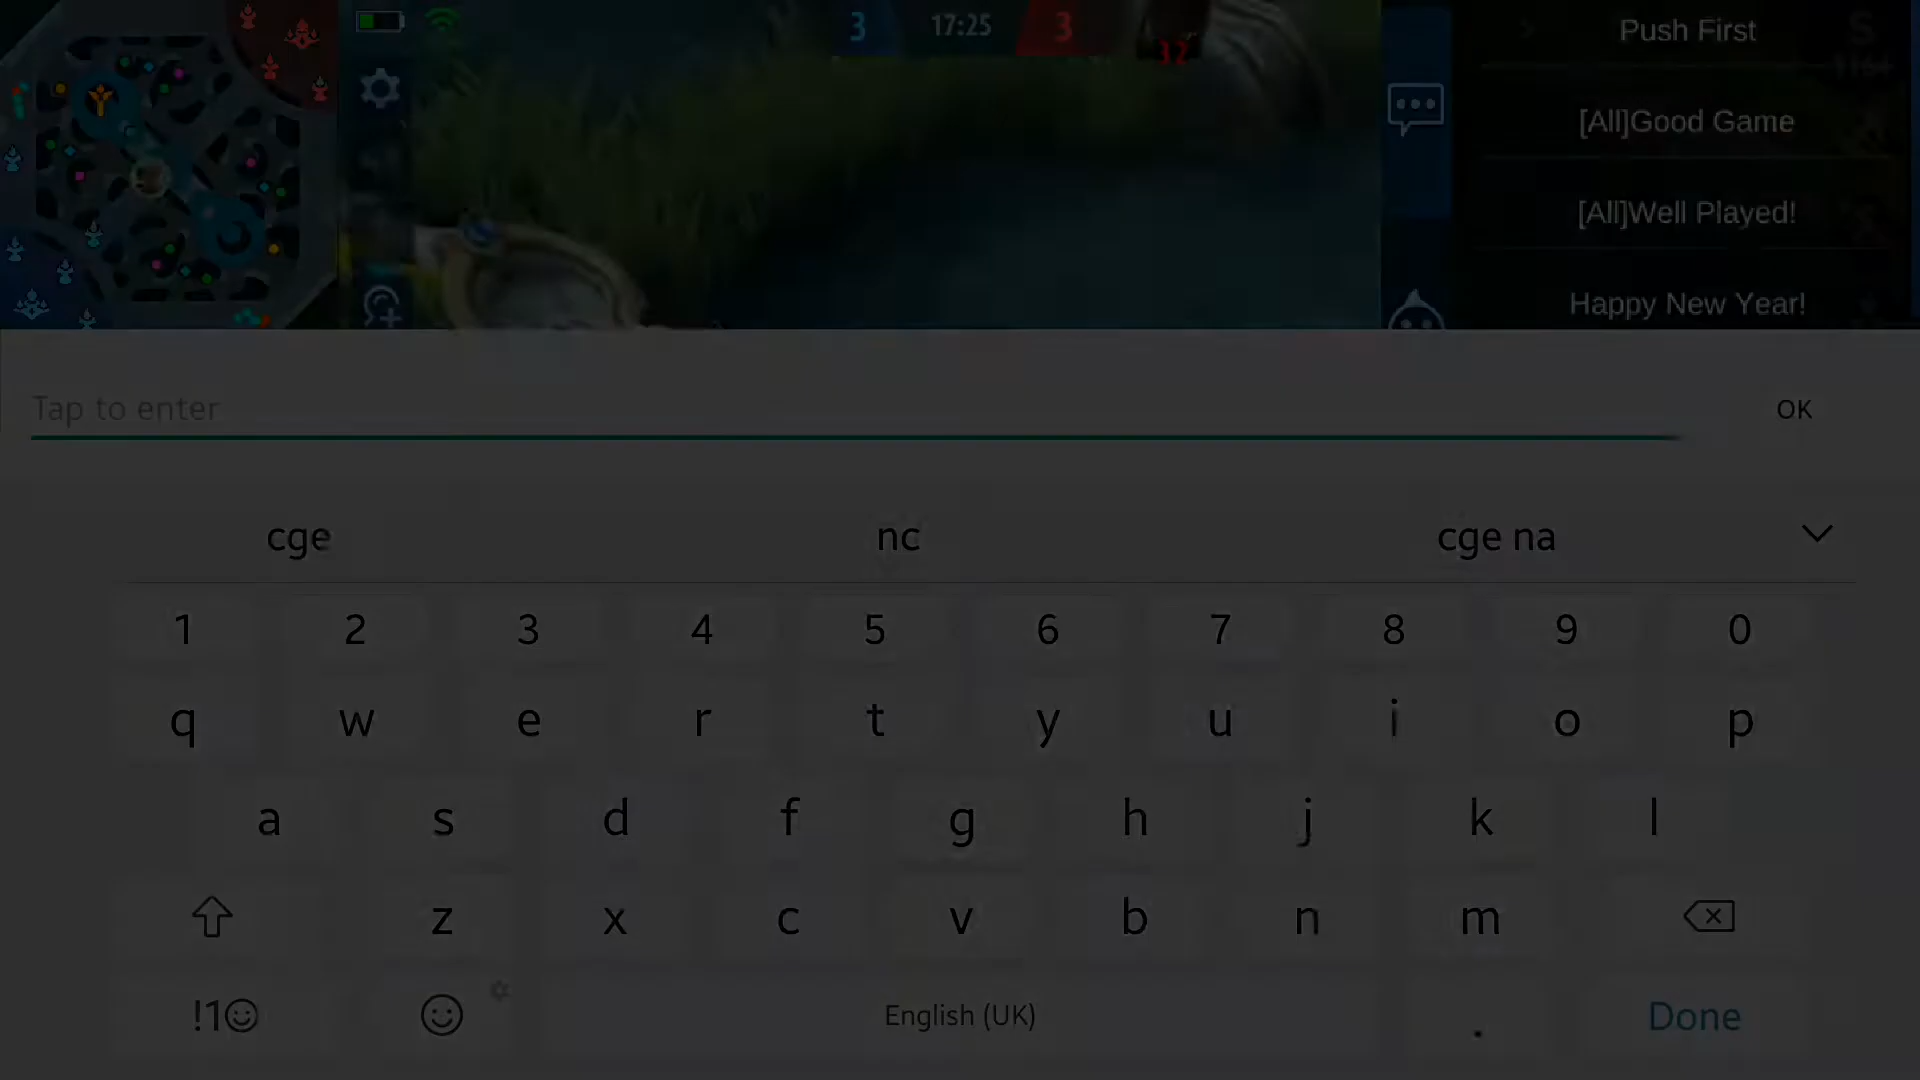 3 17:25 3
12
Push First
[All]Good Game
[All]Well Played!
Happy New Year!
Tap to enter
OK
cge nc cge na
1 2 3 4 5 6 7 8 9 0
q w e r t y u i o p
a s d f g h j k l
z x c v b n m
!1☺ English (UK) . Done